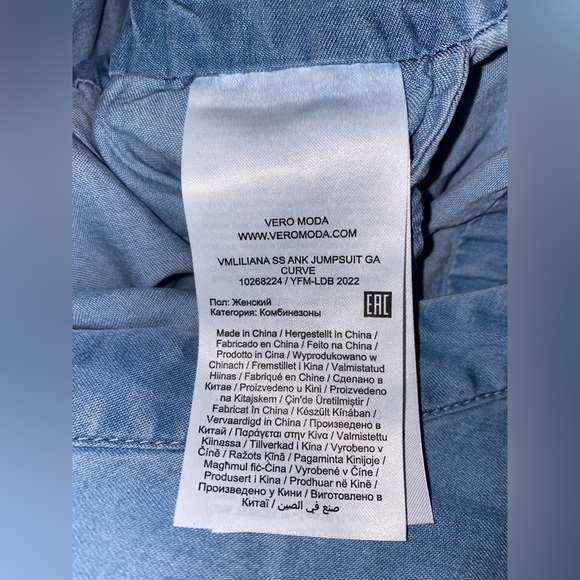 VERO MODA
WWW.VEROMODA.COM
VMLILIANA SS ANK JUMPSUIT GA
CURVE
10268224 / YFM-LDB 2022
Пол: Женский
Категория: Комбинезоны
EAC
Made in China / Hergestellt in China /
Fabricado en China / Feito na China /
Prodotto in Cina / Wyprodukowano w
Chinach / Fremstillet i Kina / Valmistatud
Hiinas / Fabriqué en Chine / Сделано в
Китае / Proizvedeno u Kini / Proizvedeno
na Kitajskem / Çin'de Üretilmiştir /
Fabricat în China / Készült Kínában /
Vervaardigd in China / Произведено в
Китай / Παράγεται στην Κίνα / Valmistettu
Kiinassa / Tillverkad i Kina / Vyrobeno v
Číně / Ražots Ķīnā / Pagaminta Kinijoje /
Magħmul fiċ-Ċina / Vyrobené v Číne /
Produsert i Kina / Prodhuar në Kinë /
Произведено у Кини / Виготовлено в
Китаї / صنع في الصين